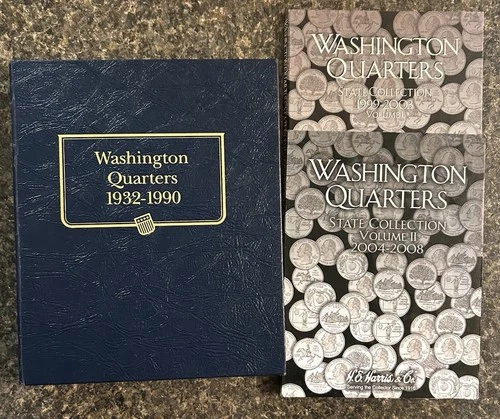 Washington
Quarters
1932-1990
WASHINGTON
QUARTERS
STATE COLLECTION
1999-2003
VOLUME I
WASHINGTON
QUARTERS
STATE COLLECTION
VOLUME II
2004-2008
H.E. Harris & Co.
Serving the Collector Since 1916